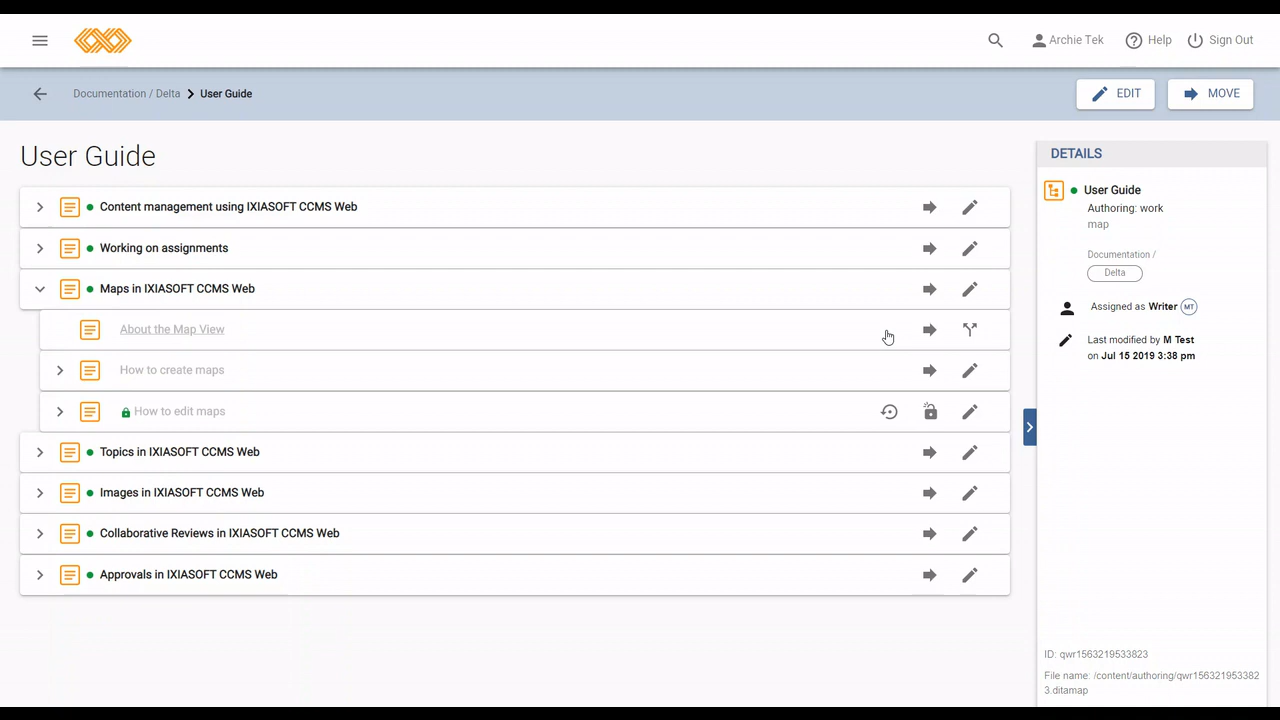 Archie Tek Help Sign Out
Documentation / Delta User Guide
EDIT MOVE
User Guide
Content management using IXIASOFT CCMS Web
Working on assignments
Maps in IXIASOFT CCMS Web
About the Map View
How to create maps
How to edit maps
Topics in IXIASOFT CCMS Web
Images in IXIASOFT CCMS Web
Collaborative Reviews in IXIASOFT CCMS Web
Approvals in IXIASOFT CCMS Web
DETAILS
User Guide
Authoring: work
map
Documentation /
Delta
Assigned as Writer MT
Last modified by M Test
on Jul 15 2019 3:38 pm
ID: qwr1563219533823
File name: /content/authoring/qwr156321953382
3.ditamap